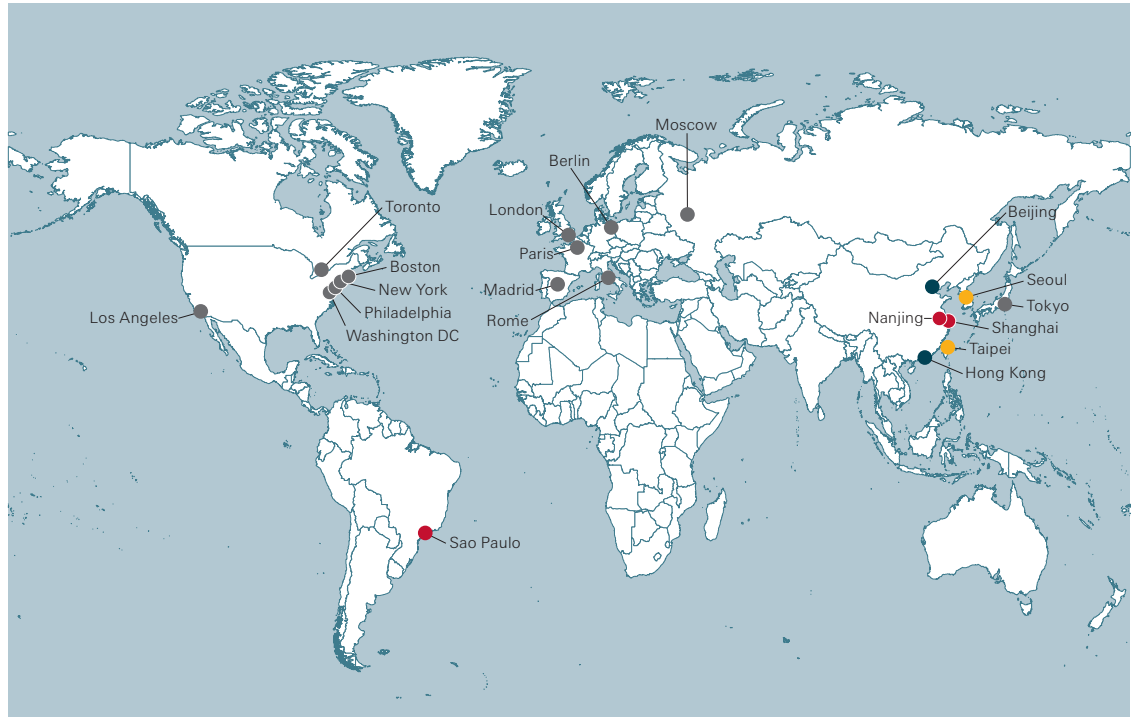 Moscow
Berlin
Toronto
London
Beijing
Paris
Boston
Seoul
New York
Madrid
Tokyo
Philadelphia
Los Angeles
Nanjing
Rome
Shanghai
Washington DC
Taipei
Hong Kong
Sao Paulo